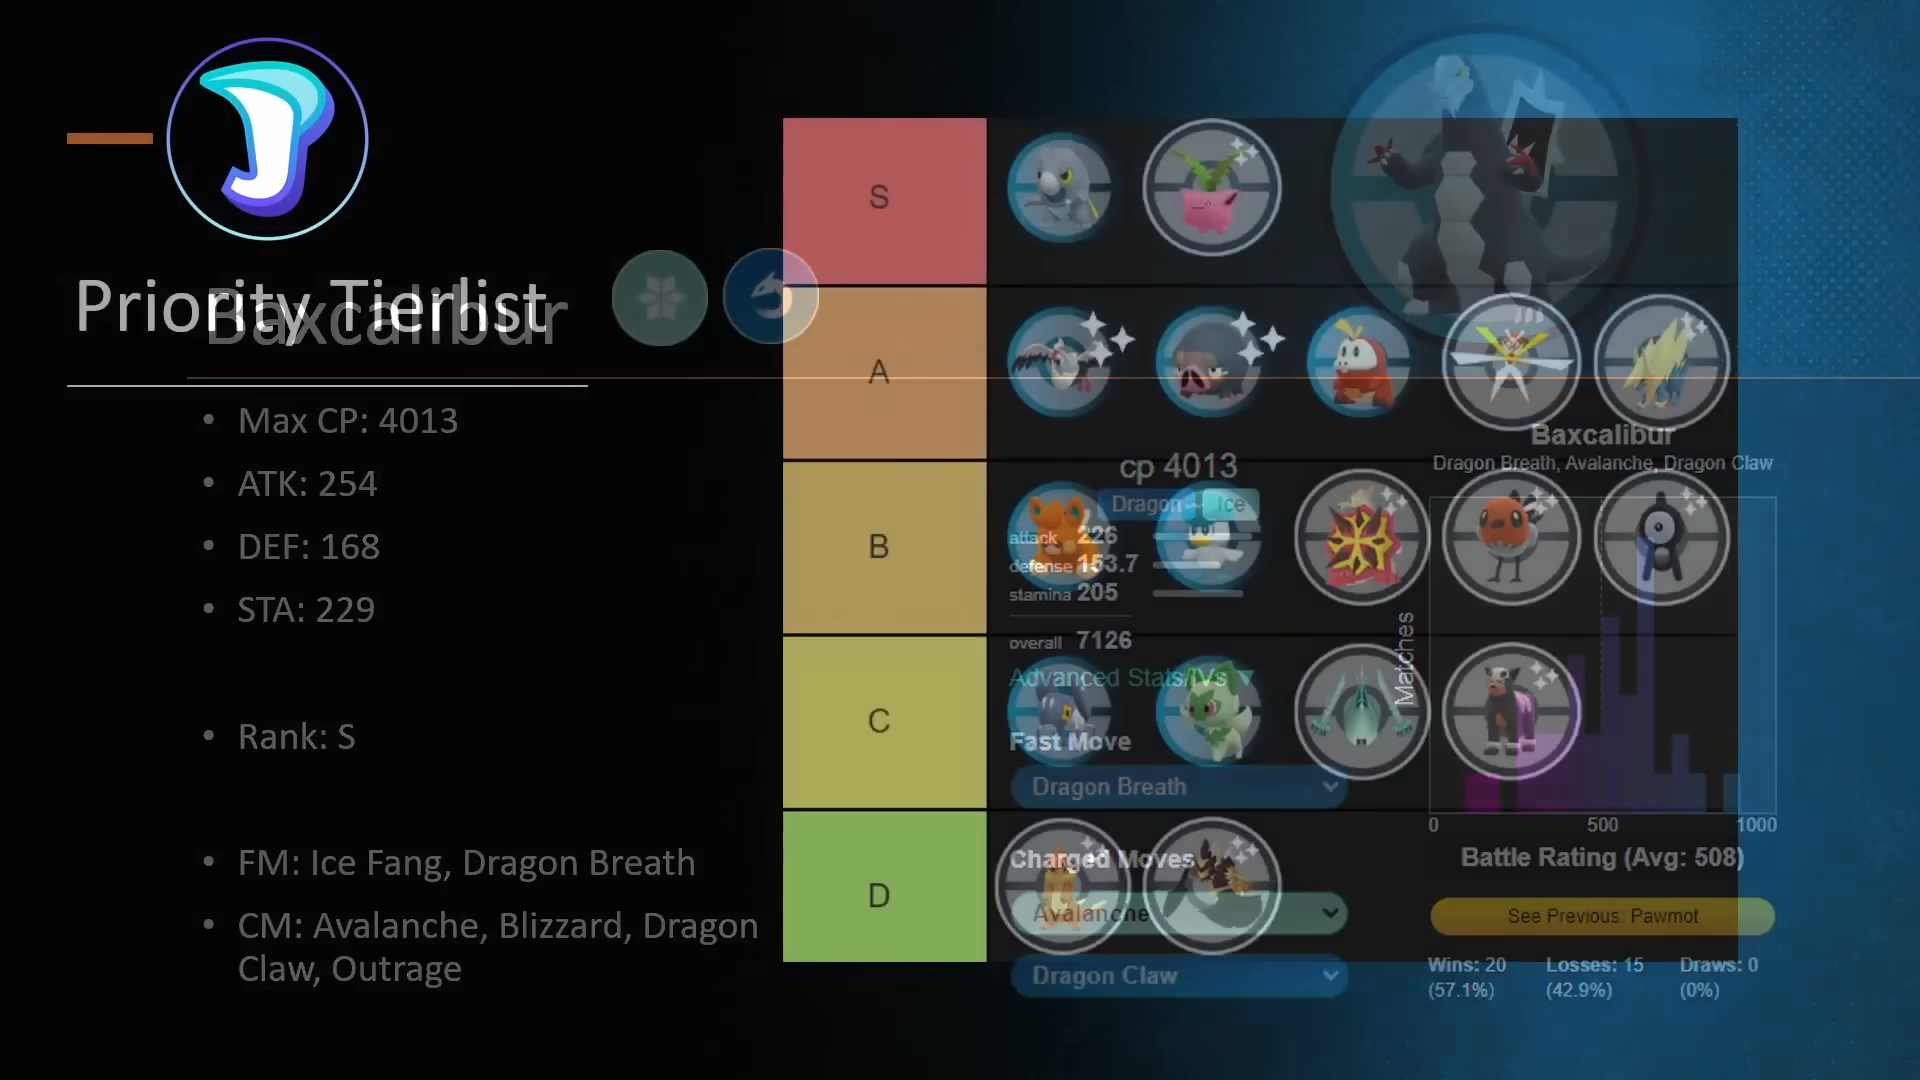 Priority Tierlist
Baxcalibur
• Max CP: 4013
• ATK: 254
• DEF: 168
• STA: 229
• Rank: S
• FM: Ice Fang, Dragon Breath
• CM: Avalanche, Blizzard, Dragon
Claw, Outrage
S
A
B
C
D
cp 4013
Dragon
Ice
attack 226
defense 153.7
stamina 205
overall 7126
Advanced Stats/IVs ▼
Fast Move
Dragon Breath
Charged Moves
Avalanche
Dragon Claw
Baxcalibur
Dragon Breath, Avalanche, Dragon Claw
Matches
0 500 1000
Battle Rating (Avg: 508)
See Previous: Pawmot
Wins: 20 Losses: 15 Draws: 0
(57.1%) (42.9%) (0%)